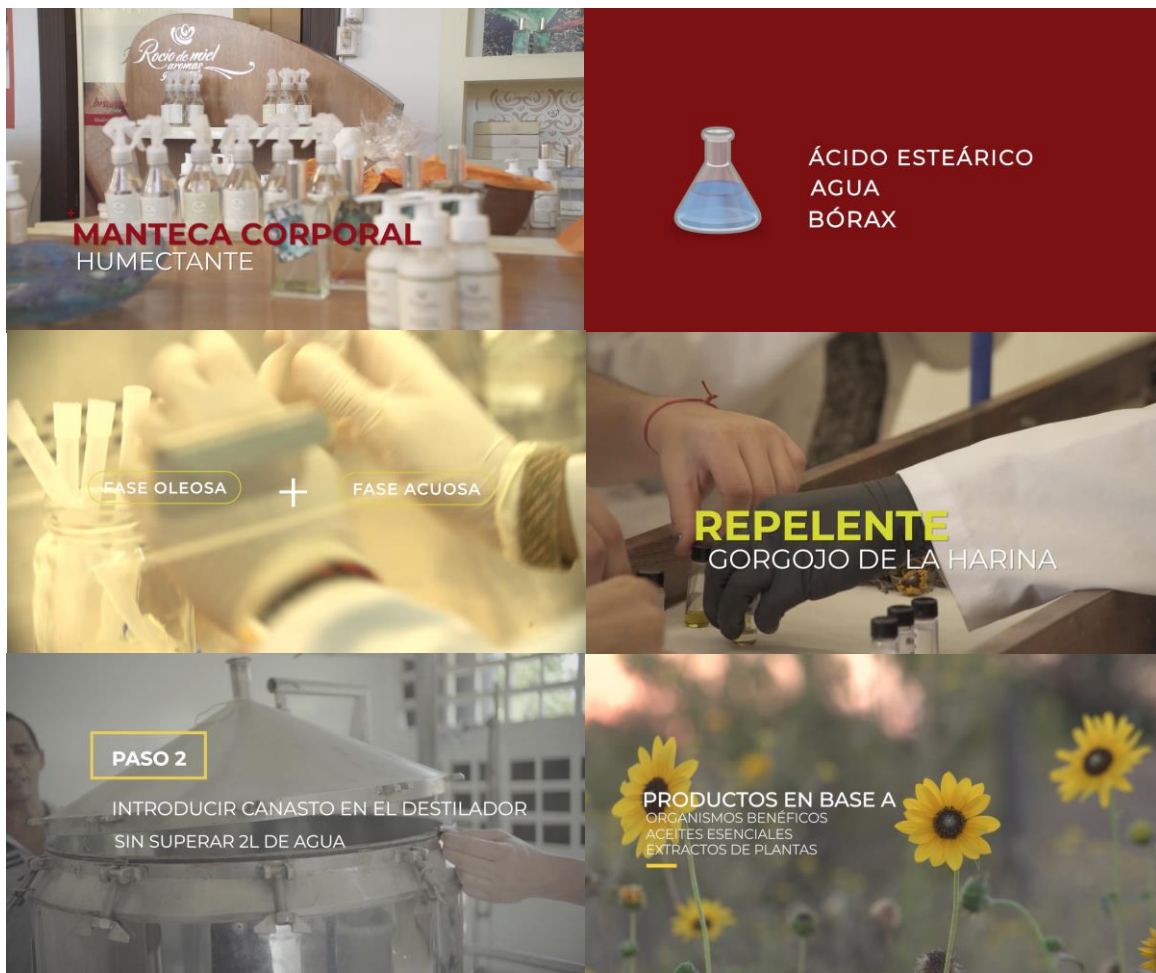 Rocio de miel
aromas
MANTECA CORPORAL
HUMECTANTE
ÁCIDO ESTEÁRICO
AGUA
BÓRAX
FASE OLEOSA + FASE ACUOSA
REPELENTE
GORGOJO DE LA HARINA
PASO 2
INTRODUCIR CANASTO EN EL DESTILADOR
SIN SUPERAR 2L DE AGUA
PRODUCTOS EN BASE A
ORGANISMOS BENÉFICOS
ACEITES ESENCIALES
EXTRACTOS DE PLANTAS